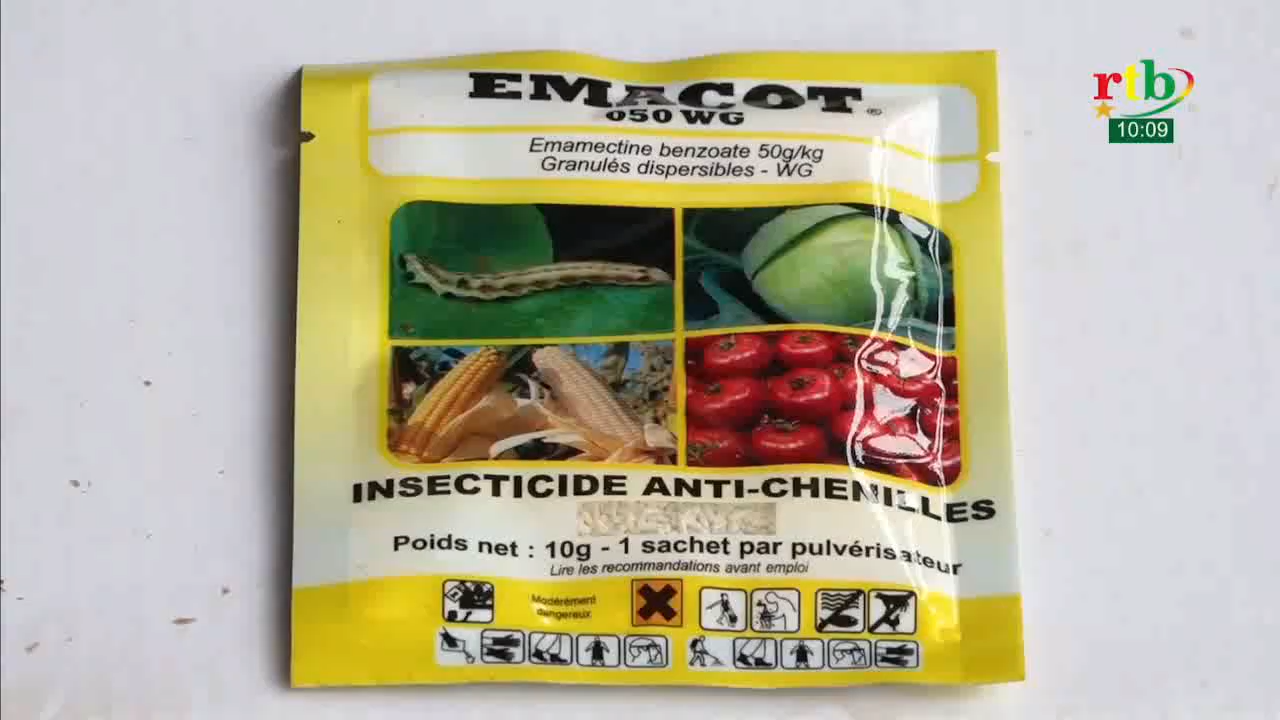 EMACOT ®
050 WG
Emamectine benzoate 50g/kg
Granulés dispersibles - WG
INSECTICIDE ANTI-CHENILLES
Poids net : 10g - 1 sachet par pulvérisateur
Lire les recommandations avant emploi
Modérément
dangereux
rtb
10:09